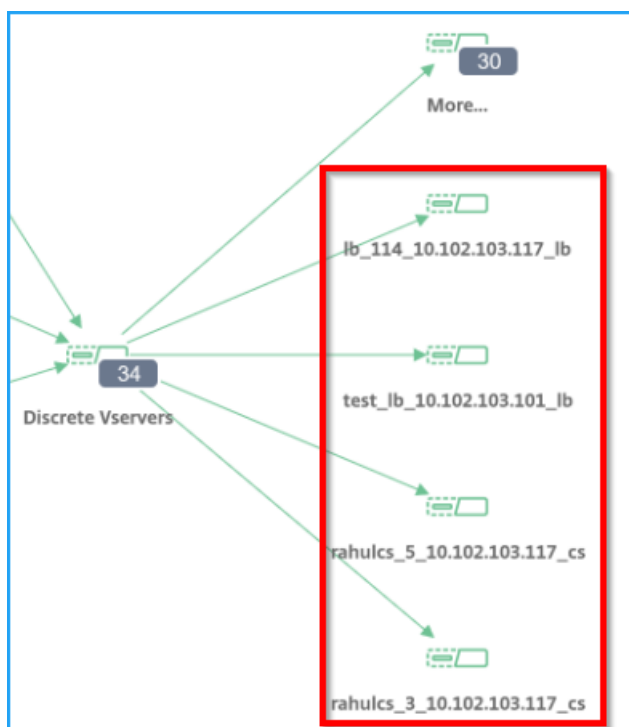 30
More...
lb_114_10.102.103.117_lb
test_lb_10.102.103.101_lb
34
Discrete Vservers
rahulcs_5_10.102.103.117_cs
rahulcs_3_10.102.103.117_cs